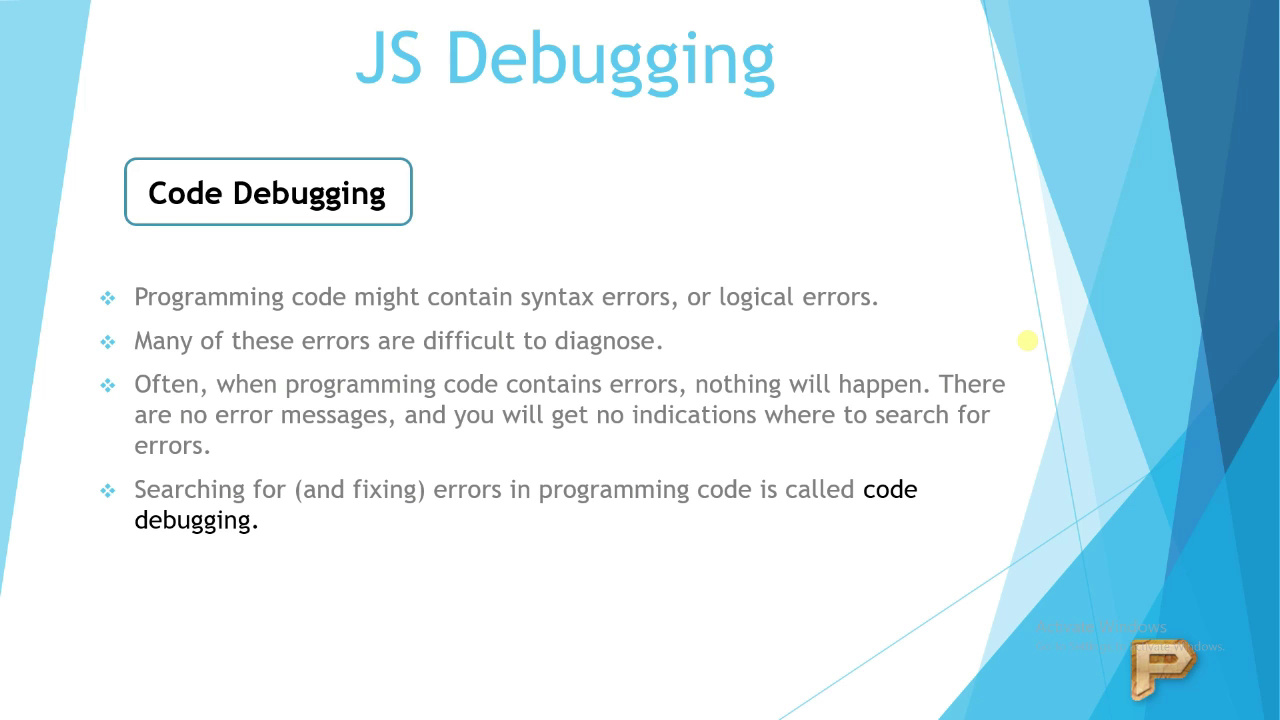 JS Debugging
Code Debugging
Programming code might contain syntax errors, or logical errors.
Many of these errors are difficult to diagnose.
Often, when programming code contains errors, nothing will happen. There
are no error messages, and you will get no indications where to search for
errors.
Searching for (and fixing) errors in programming code is called code
debugging.
Activate Windows
P